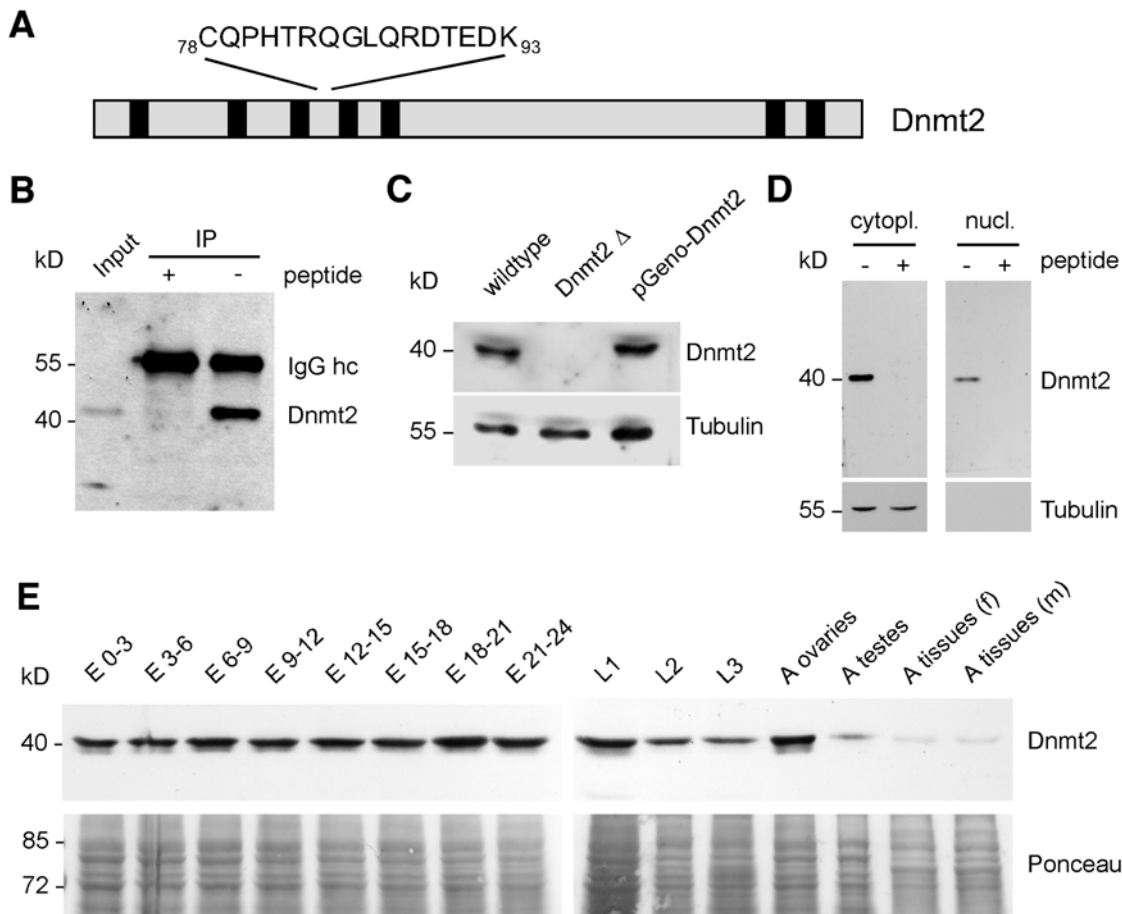 A
78CQPHTRQGLQRDTEDK93
Dnmt2
B
Input
IP
kD
+ - peptide
55
IgG hc
40
Dnmt2
C
kD
wildtype
Dnmt2 Δ
pGeno-Dnmt2
40
Dnmt2
55
Tubulin
D
cytopl. nucl.
kD
- + - + peptide
40
Dnmt2
55
Tubulin
E
kD
E 0-3
E 3-6
E 6-9
E 9-12
E 12-15
E 15-18
E 18-21
E 21-24
L1
L2
L3
A ovaries
A testes
A tissues (f)
A tissues (m)
40
Dnmt2
85
72
Ponceau